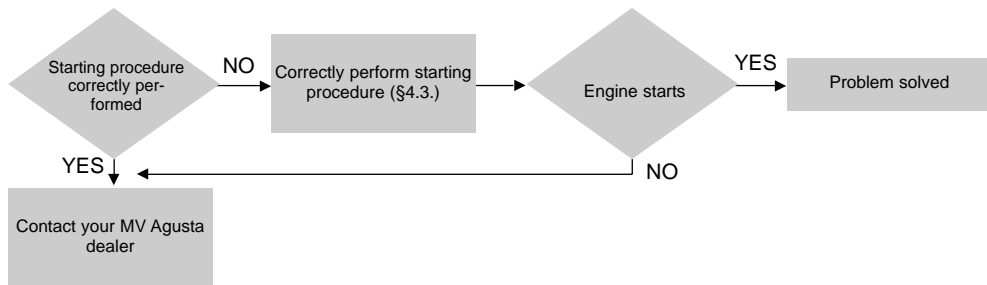 Starting procedure
correctly per-
formed
NO
Correctly perform starting
procedure (§4.3.)
Engine starts
YES
Problem solved
YES
NO
Contact your MV Agusta
dealer